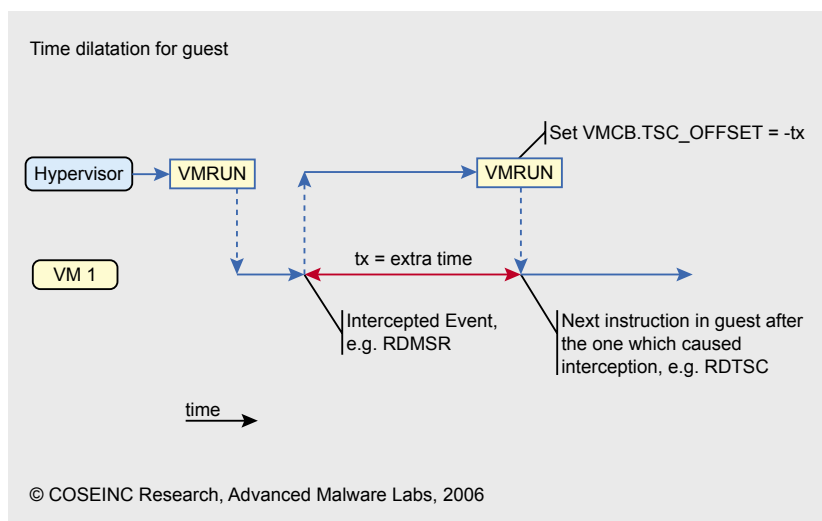 Time dilatation for guest
Set VMCB.TSC_OFFSET = -tx
Hypervisor
VMRUN
VMRUN
VM 1
tx = extra time
Intercepted Event,
e.g. RDMSR
Next instruction in guest after
the one which caused
interception, e.g. RDTSC
time
© COSEINC Research, Advanced Malware Labs, 2006